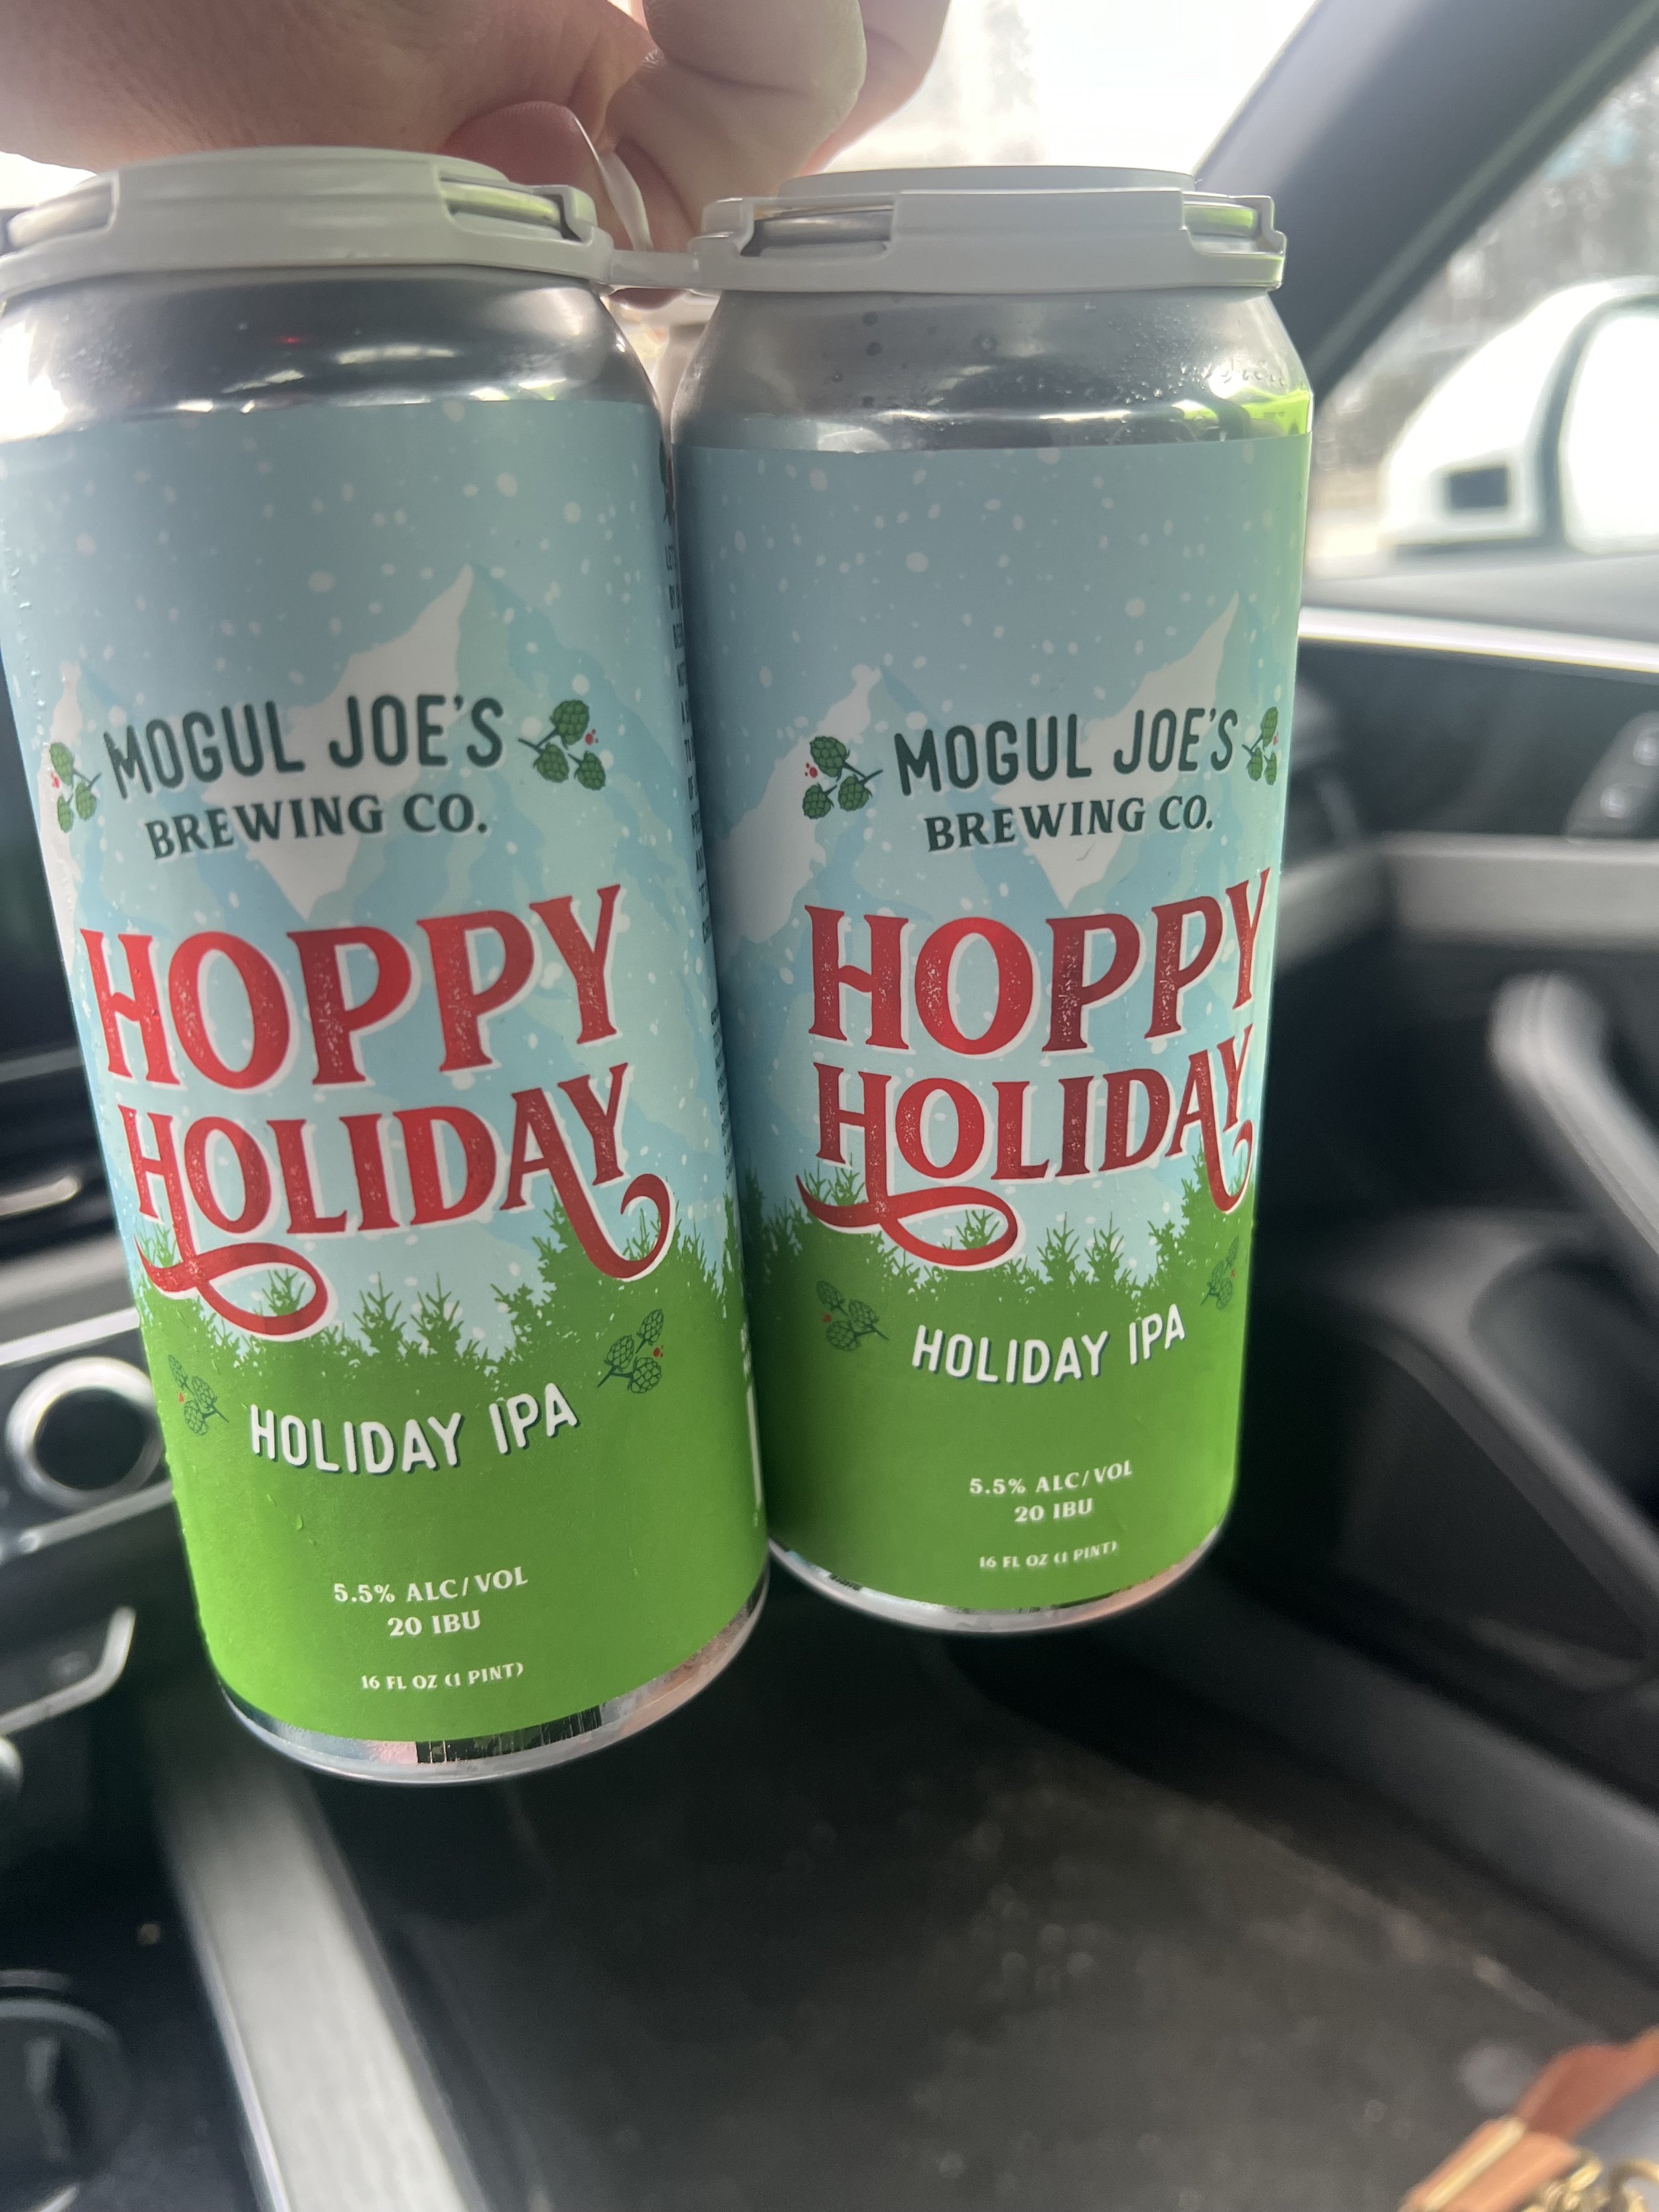 MOGUL JOE'S
BREWING CO.
HOPPY
HOLIDAY
HOLIDAY IPA
5.5% ALC/VOL
20 IBU
16 FL OZ (1 PINT)
MOGUL JOE'S
BREWING CO.
HOPPY
HOLIDAY
HOLIDAY IPA
5.5% ALC/VOL
20 IBU
16 FL OZ (1 PINT)